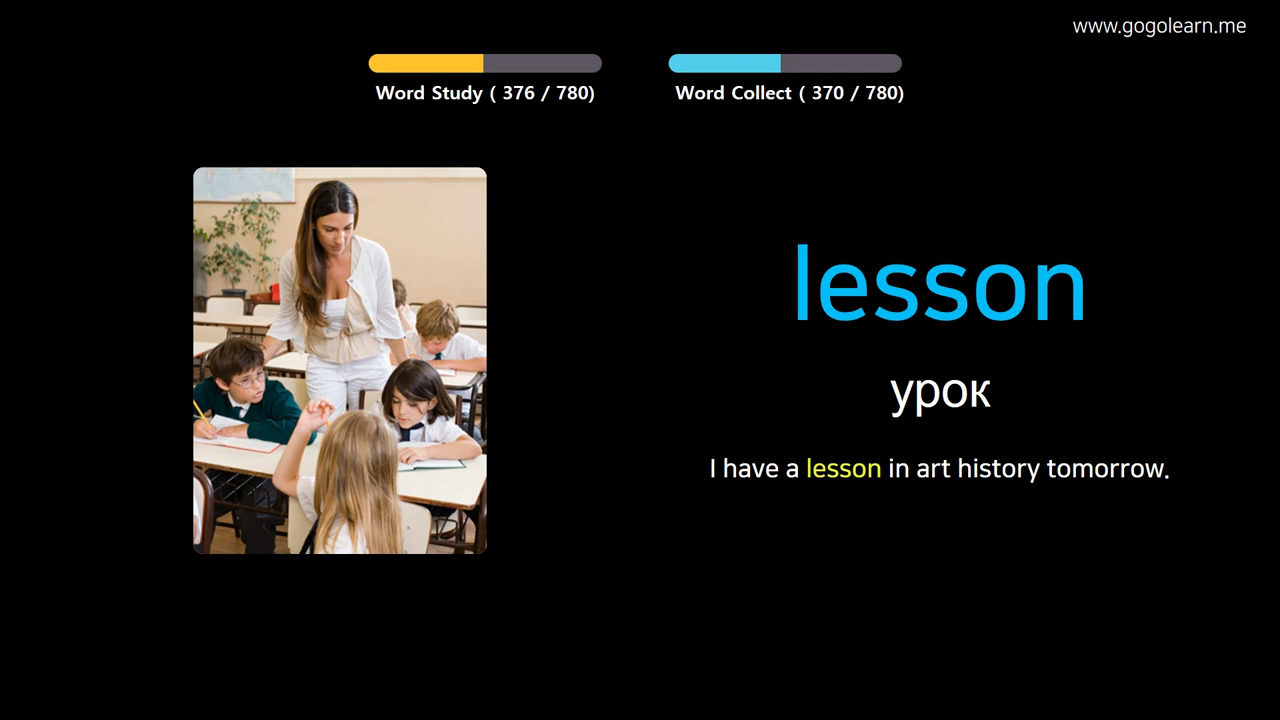 www.gogolearn.me
Word Study ( 376 / 780)
Word Collect ( 370 / 780)
lesson
урок
I have a lesson in art history tomorrow.